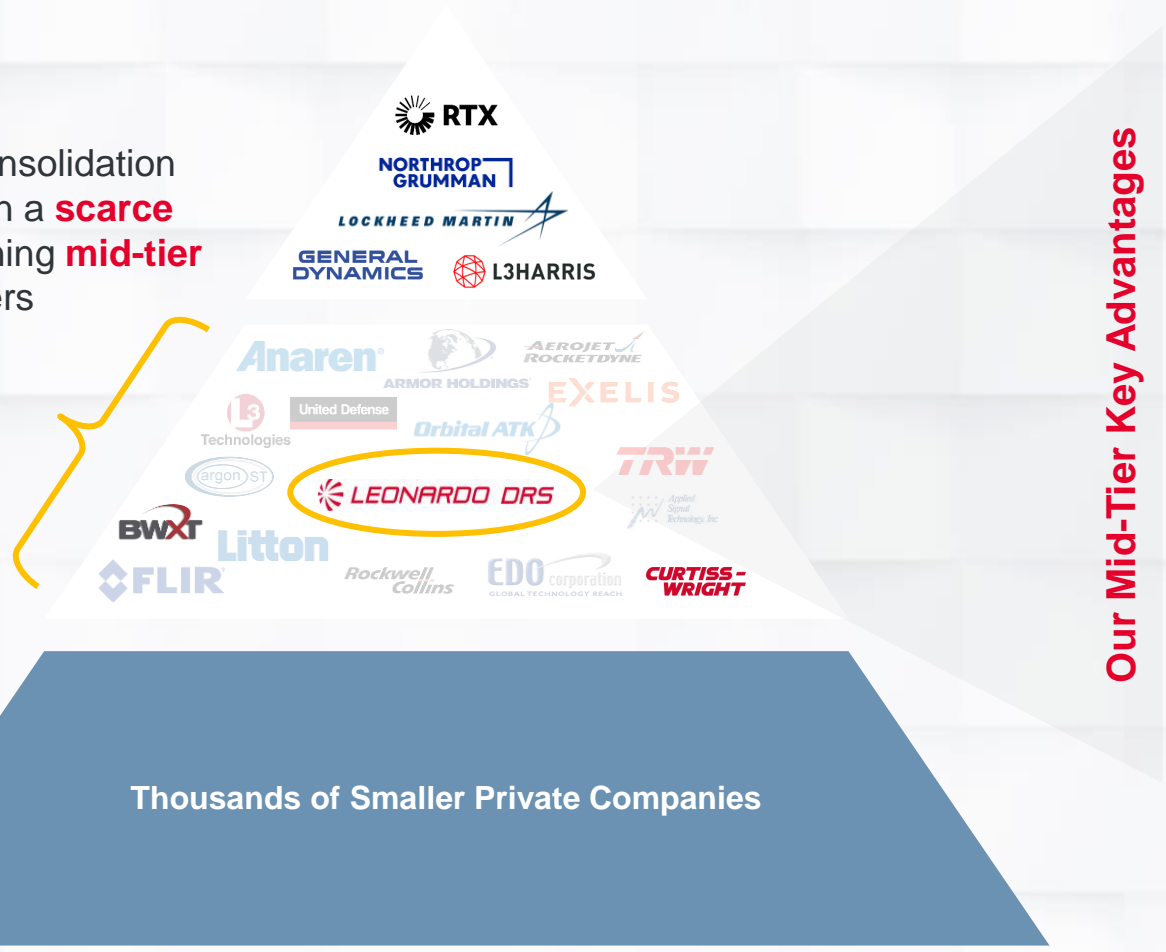 RTX
NORTHROP
GRUMMAN
nsolidation
a scarce
LOCKHEED MARTIN
ning mid-tier
GENERAL
DYNAMICS
L3HARRIS
ers
Anaren
ARMOR HOLDINGS
AEROJET
ROCKETDYNE
EXELIS
L3
Technologies
United Defense
Orbital ATK
argon ST
LEONARDO DRS
TRW
Applied
Signal
Technology, Inc
BWXT
Litton
FLIR
Rockwell
Collins
EDO corporation
GLOBAL TECHNOLOGY REACH
CURTISS-
WRIGHT
Thousands of Smaller Private Companies
Our Mid-Tier Key Advantages